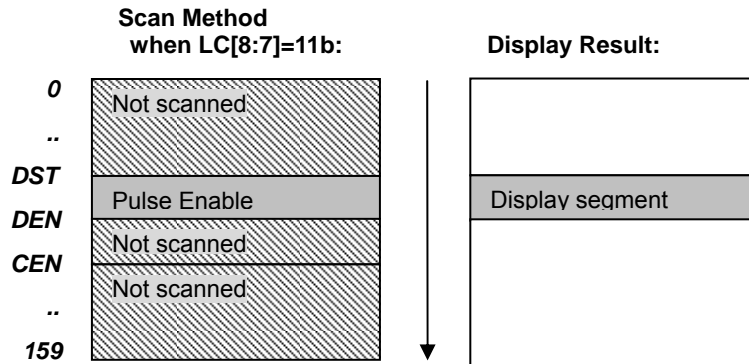 Scan Method
when LC[8:7]=11b:
Display Result:
0
..
DST
DEN
CEN
..
159
Not scanned
Pulse Enable
Not scanned
Not scanned
Display segment